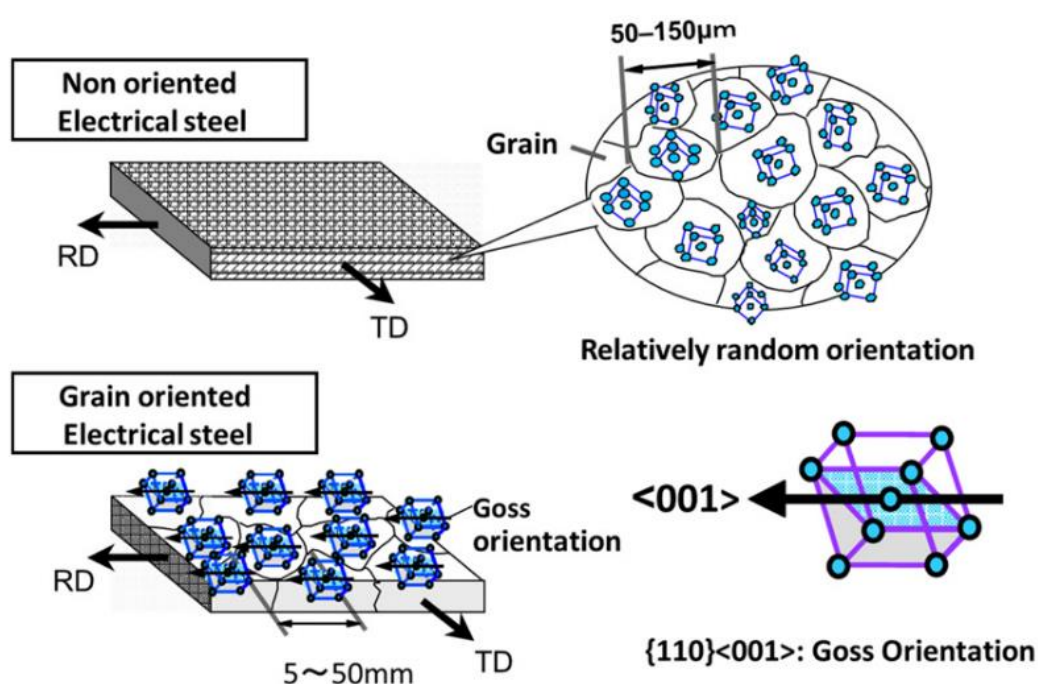 Non oriented
Electrical steel
50–150µm
Grain
RD
TD
Relatively random orientation
Grain oriented
Electrical steel
Goss
orientation
<001>
RD
TD
5～50mm
{110}<001>: Goss Orientation